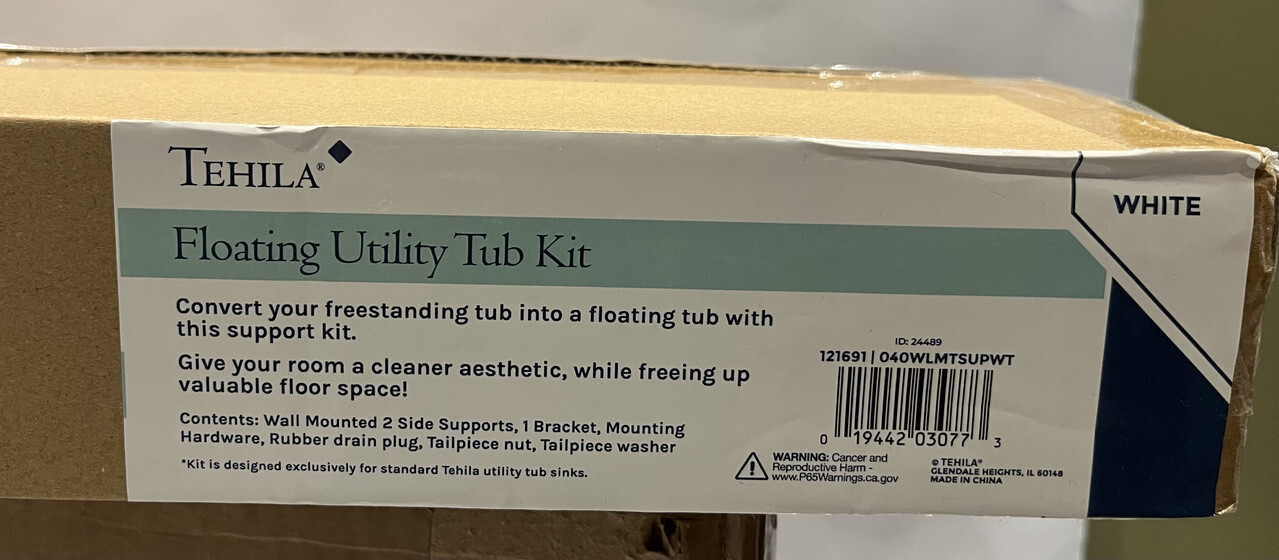 TEHILA®
WHITE
Floating Utility Tub Kit
Convert your freestanding tub into a floating tub with
this support kit.
Give your room a cleaner aesthetic, while freeing up
valuable floor space!
Contents: Wall Mounted 2 Side Supports, 1 Bracket, Mounting
Hardware, Rubber drain plug, Tailpiece nut, Tailpiece washer
*Kit is designed exclusively for standard Tehila utility tub sinks.
ID: 24489
121691 | 040WLMTSUPWT
0 19442 03077 3
WARNING: Cancer and
Reproductive Harm -
www.P65Warnings.ca.gov
© TEHILA®
GLENDALE HEIGHTS, IL 60148
MADE IN CHINA